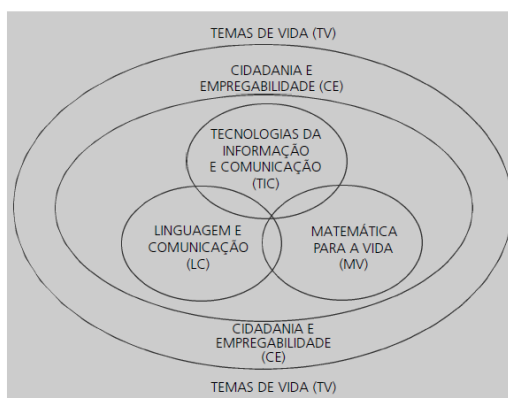 TEMAS DE VIDA (TV)
CIDADANIA E
EMPREGABILIDADE (CE)
TECNOLOGIAS DA
INFORMAÇÃO
E COMUNICAÇÃO
(TIC)
LINGUAGEM E
COMUNICAÇÃO
(LC)
MATEMÁTICA
PARA A VIDA
(MV)
CIDADANIA E
EMPREGABILIDADE
(CE)
TEMAS DE VIDA (TV)